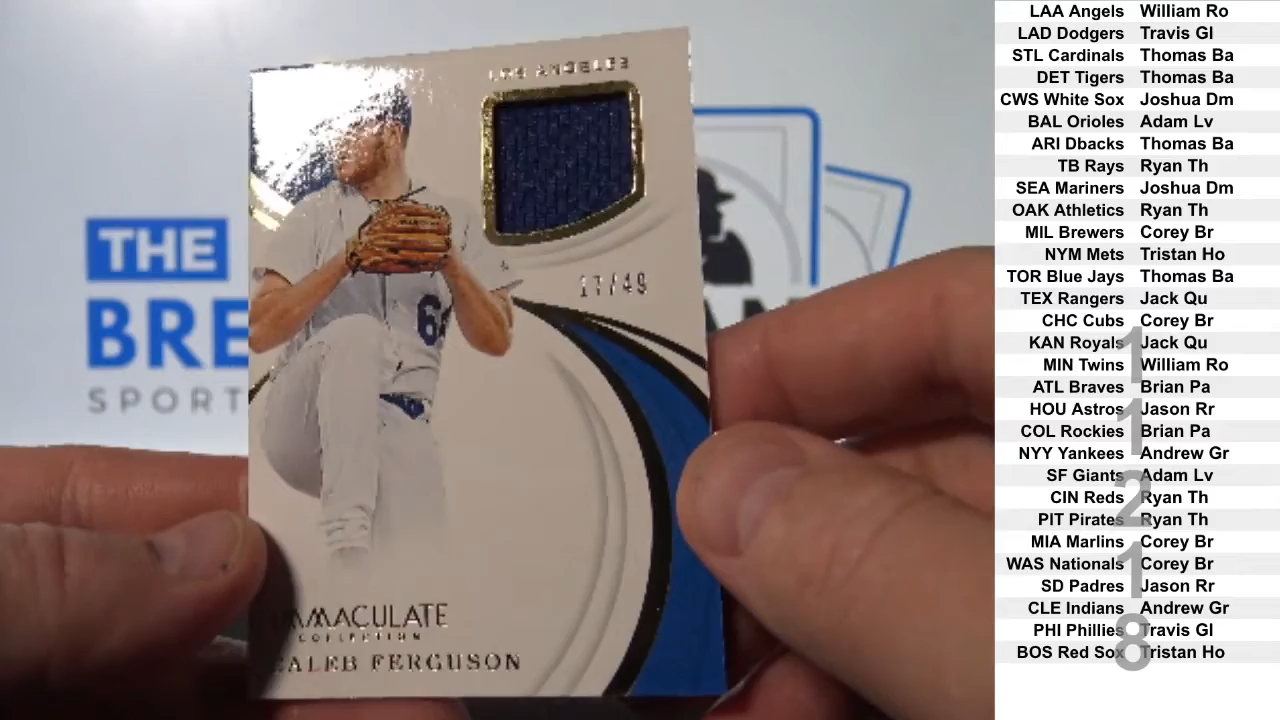 LOS ANGELES
17/49
64
IMMACULATE
COLLECTION
CALEB FERGUSON
THE
BRE
SPORT
LAA Angels William Ro
LAD Dodgers Travis Gl
STL Cardinals Thomas Ba
DET Tigers Thomas Ba
CWS White Sox Joshua Dm
BAL Orioles Adam Lv
ARI Dbacks Thomas Ba
TB Rays Ryan Th
SEA Mariners Joshua Dm
OAK Athletics Ryan Th
MIL Brewers Corey Br
NYM Mets Tristan Ho
TOR Blue Jays Thomas Ba
TEX Rangers Jack Qu
CHC Cubs Corey Br
KAN Royals Jack Qu
MIN Twins William Ro
ATL Braves Brian Pa
HOU Astros Jason Rr
COL Rockies Brian Pa
NYY Yankees Andrew Gr
SF Giants Adam Lv
CIN Reds Ryan Th
PIT Pirates Ryan Th
MIA Marlins Corey Br
WAS Nationals Corey Br
SD Padres Jason Rr
CLE Indians Andrew Gr
PHI Phillies Travis Gl
BOS Red Sox Tristan Ho
1
1
2
1
8